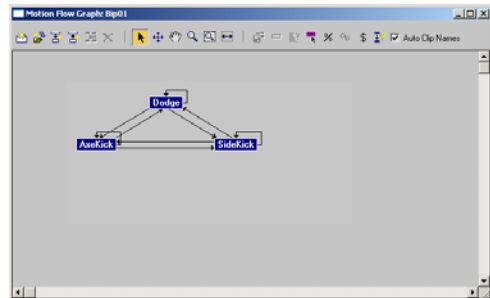 Motion Flow Graph: Bip01
Auto Clip Names
Dodge
AxeKick
SideKick